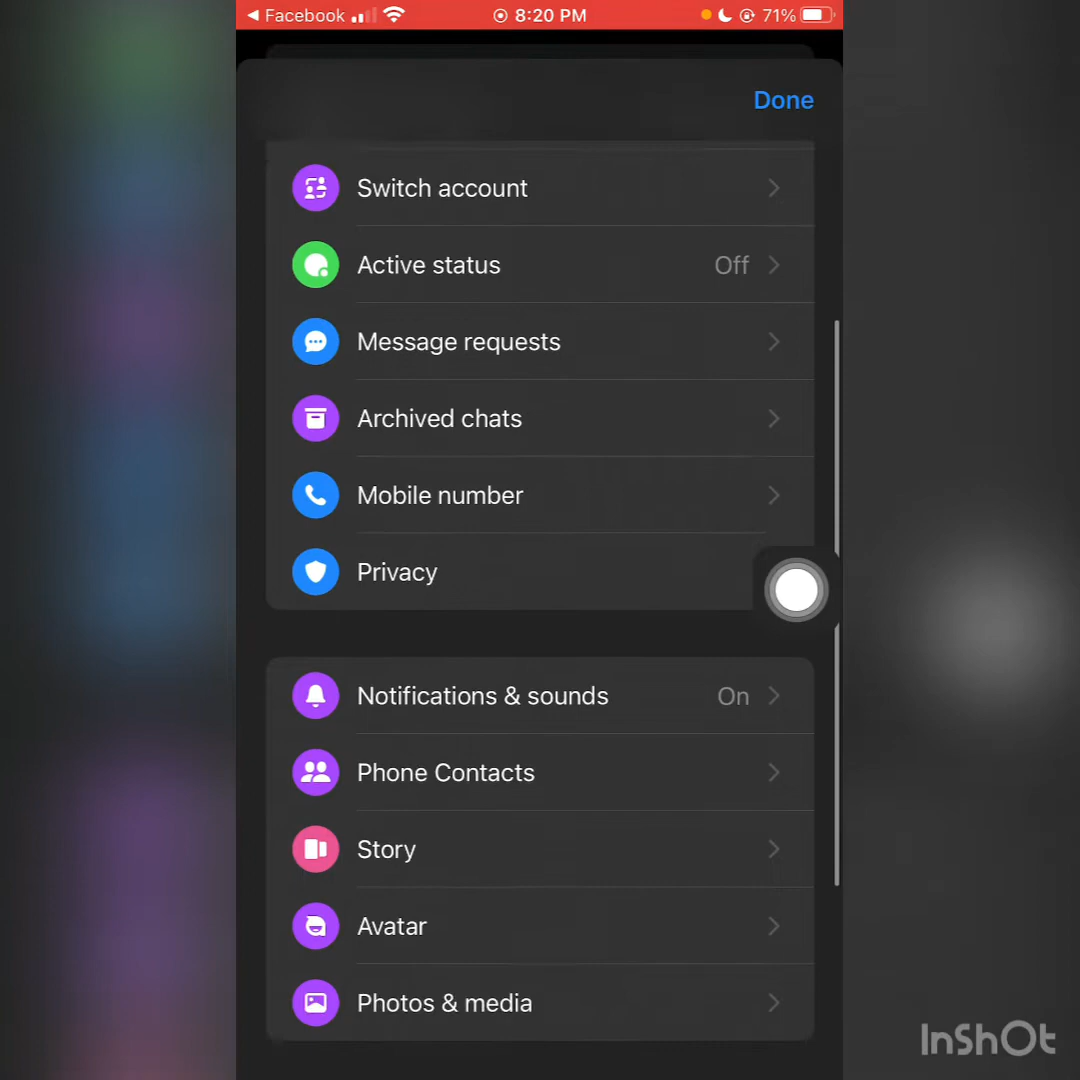 ◀ Facebook 8:20 PM 71%
Done
Switch account
Active status Off
Message requests
Archived chats
Mobile number
Privacy
Notifications & sounds On
Phone Contacts
Story
Avatar
Photos & media
InShOt